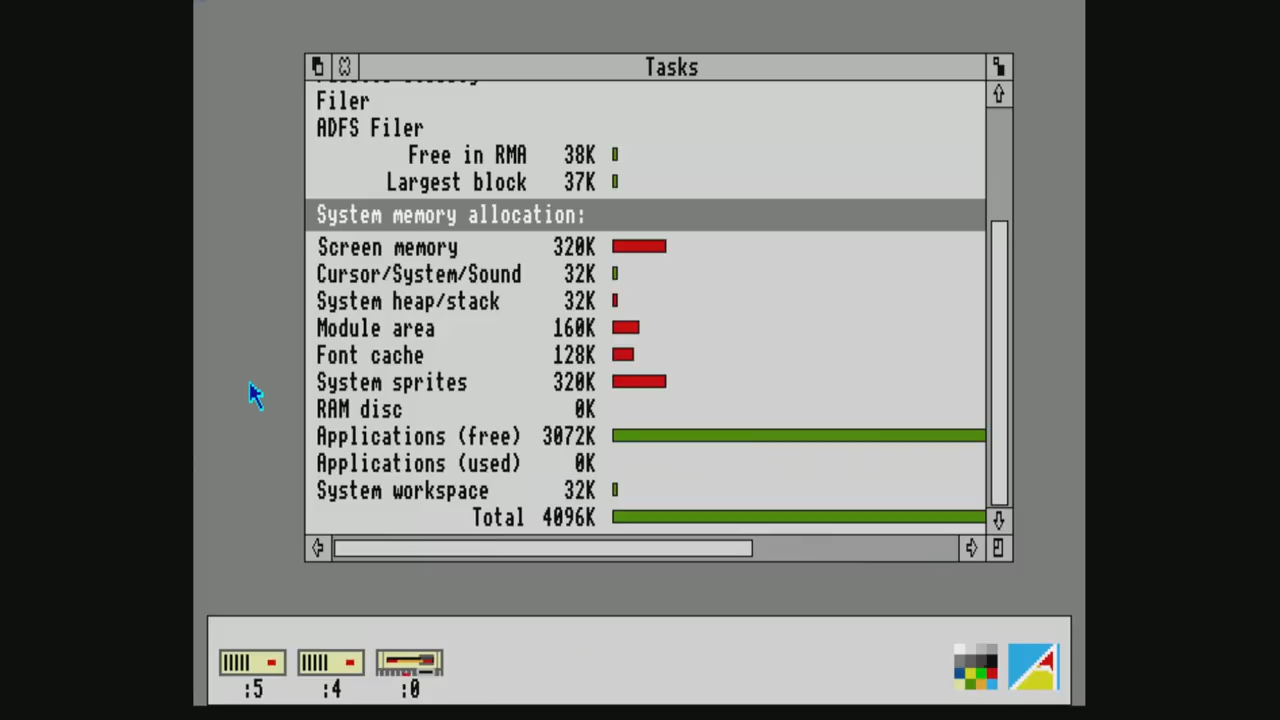 Tasks
Filer
ADFS Filer
Free in RMA 38K
Largest block 37K
System memory allocation:
Screen memory 320K
Cursor/System/Sound 32K
System heap/stack 32K
Module area 160K
Font cache 128K
System sprites 320K
RAM disc 0K
Applications (free) 3072K
Applications (used) 0K
System workspace 32K
Total 4096K
:5 :4 :0